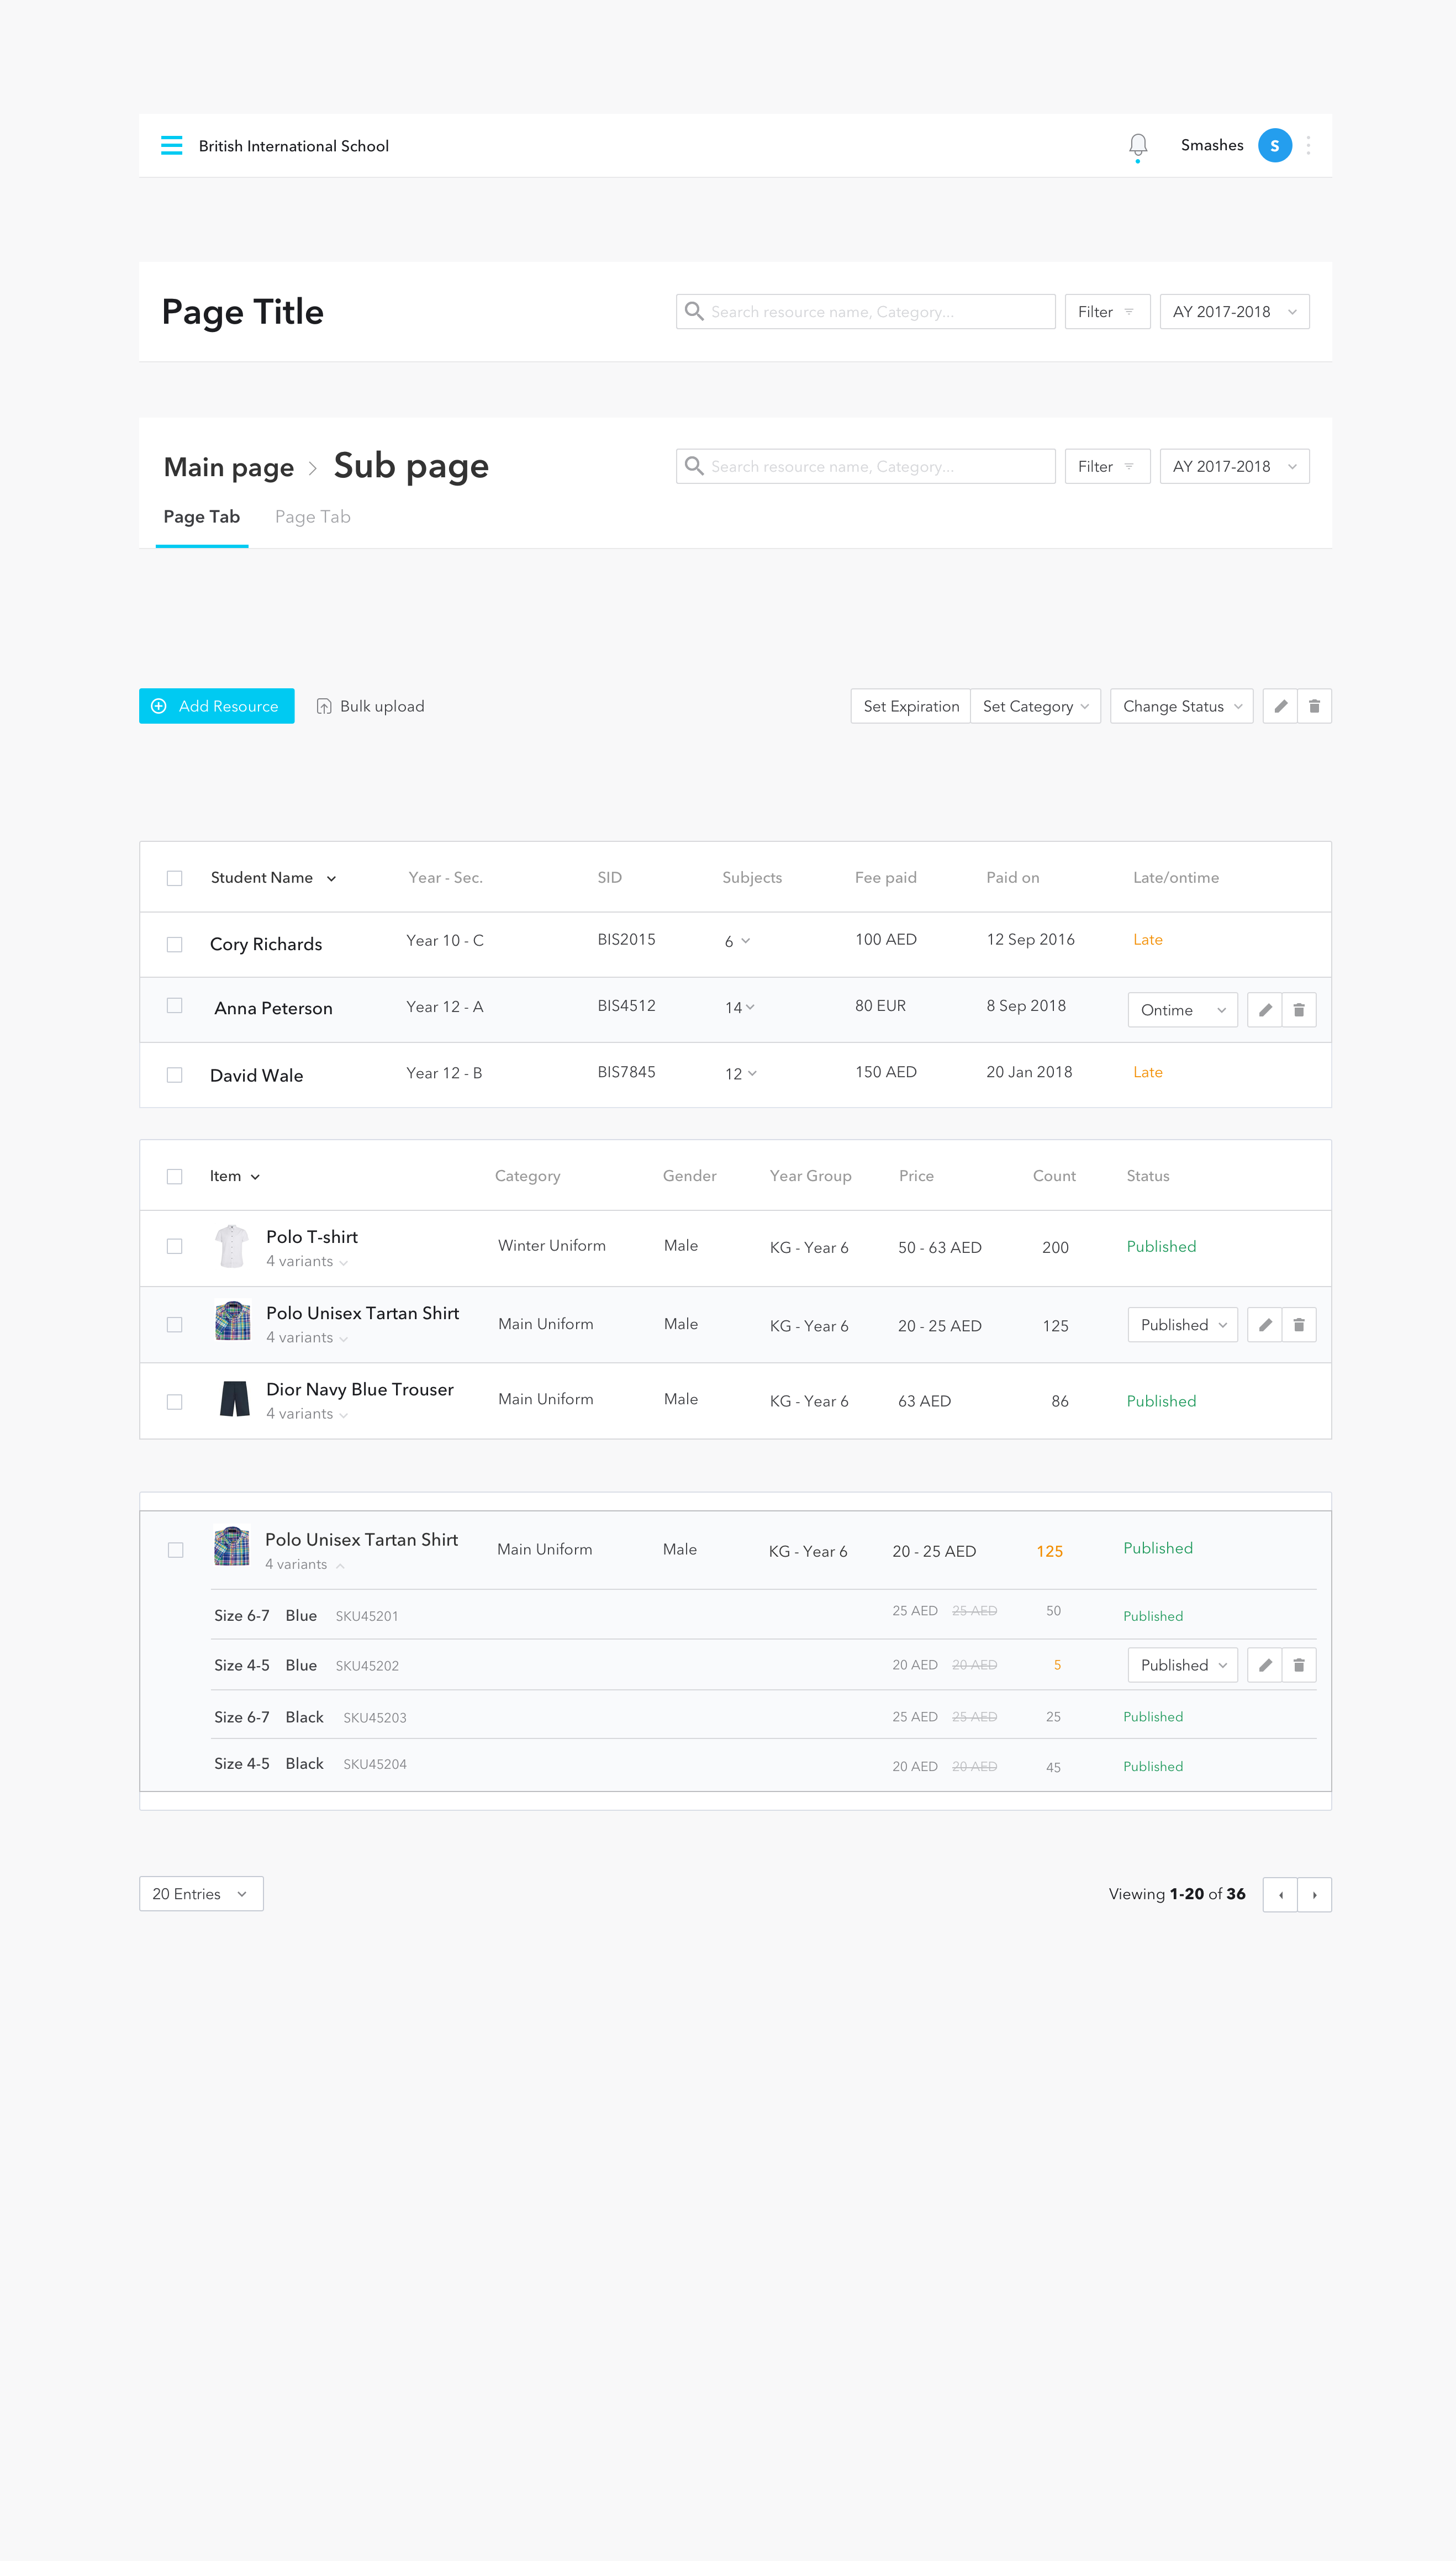 British International School Smashes S
Page Title Search resource name, Category... Filter AY 2017-2018
Main page Sub page Search resource name, Category... Filter AY 2017-2018
Page Tab Page Tab
Add Resource Bulk upload Set Expiration Set Category Change Status
Student Name Year - Sec. SID Subjects Fee paid Paid on Late/ontime
Cory Richards Year 10 - C BIS2015 6 100 AED 12 Sep 2016 Late
Anna Peterson Year 12 - A BIS4512 14 80 EUR 8 Sep 2018 Ontime
David Wale Year 12 - B BIS7845 12 150 AED 20 Jan 2018 Late
Item Category Gender Year Group Price Count Status
Polo T-shirt Winter Uniform Male KG - Year 6 50 - 63 AED 200 Published
4 variants
Polo Unisex Tartan Shirt Main Uniform Male KG - Year 6 20 - 25 AED 125 Published
4 variants
Dior Navy Blue Trouser Main Uniform Male KG - Year 6 63 AED 86 Published
4 variants
Polo Unisex Tartan Shirt Main Uniform Male KG - Year 6 20 - 25 AED 125 Published
4 variants
Size 6-7 Blue SKU45201 25 AED 25 AED 50 Published
Size 4-5 Blue SKU45202 20 AED 20 AED 5 Published
Size 6-7 Black SKU45203 25 AED 25 AED 25 Published
Size 4-5 Black SKU45204 20 AED 20 AED 45 Published
20 Entries Viewing 1-20 of 36